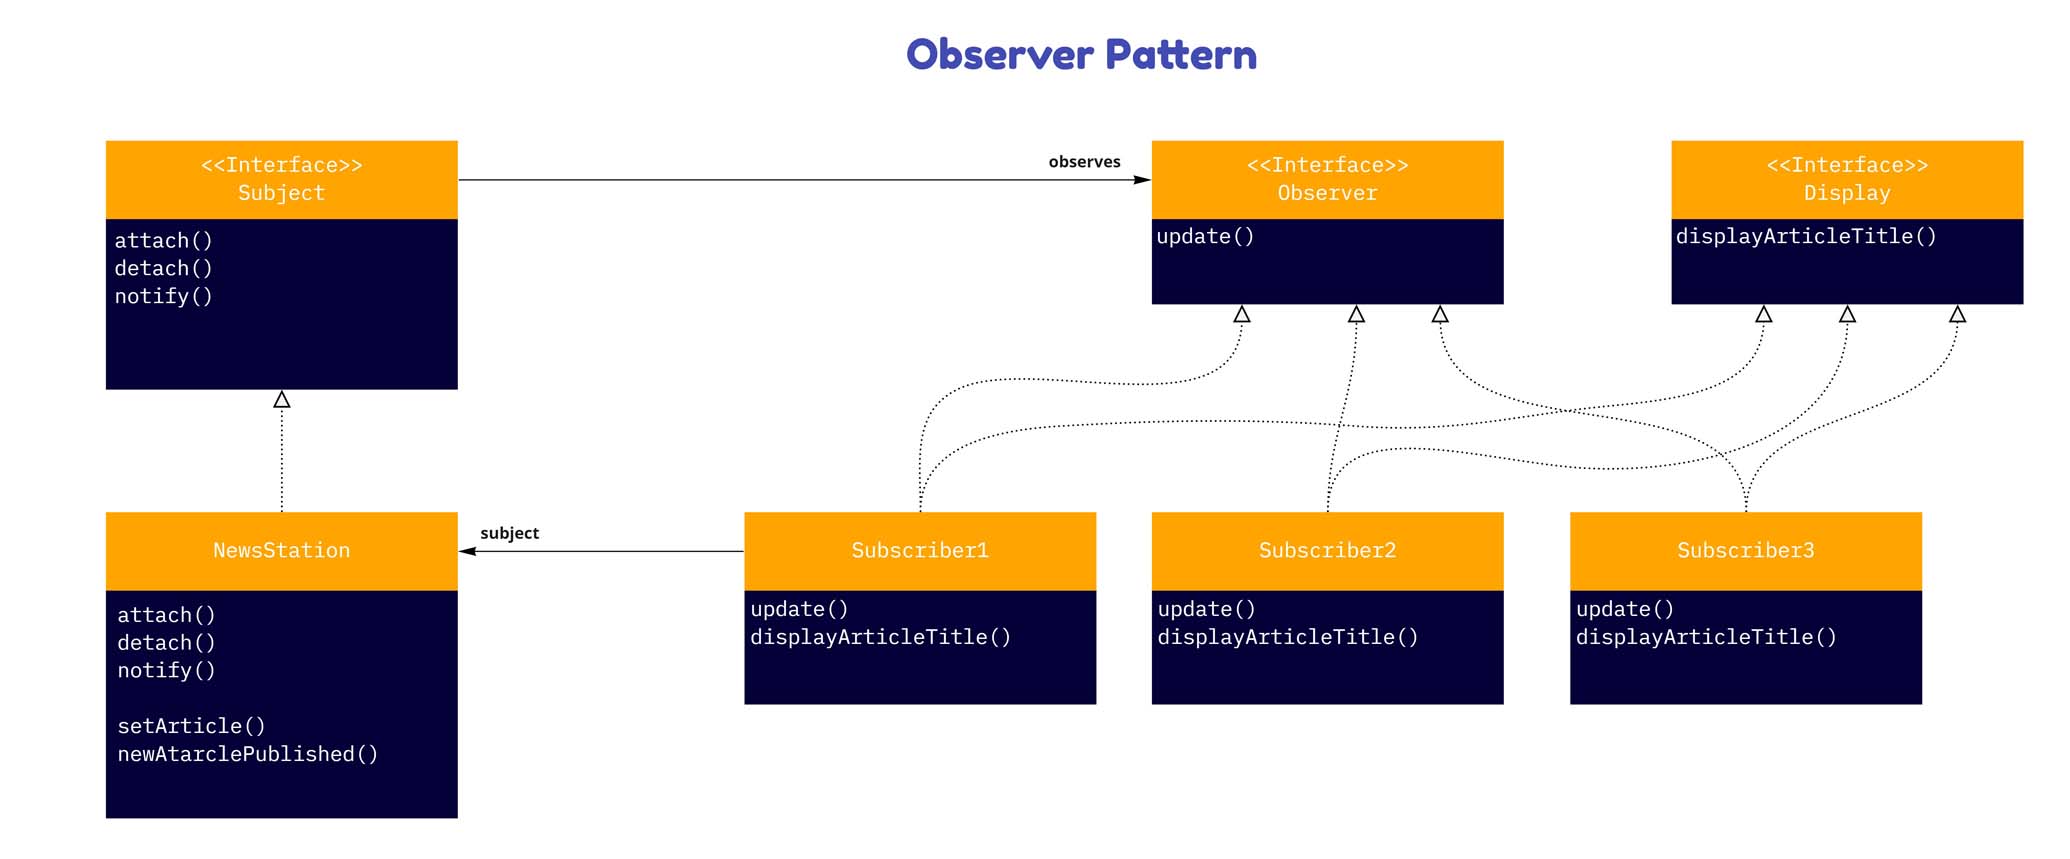 Observer Pattern
<<Interface>>
Subject
attach()
detach()
notify()
observes
<<Interface>>
Observer
update()
<<Interface>>
Display
displayArticleTitle()
NewsStation
attach()
detach()
notify()
setArticle()
newAtarclePublished()
subject
Subscriber1
update()
displayArticleTitle()
Subscriber2
update()
displayArticleTitle()
Subscriber3
update()
displayArticleTitle()